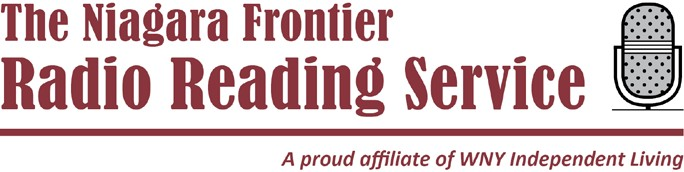 The Niagara Frontier
Radio Reading Service
A proud affiliate of WNY Independent Living